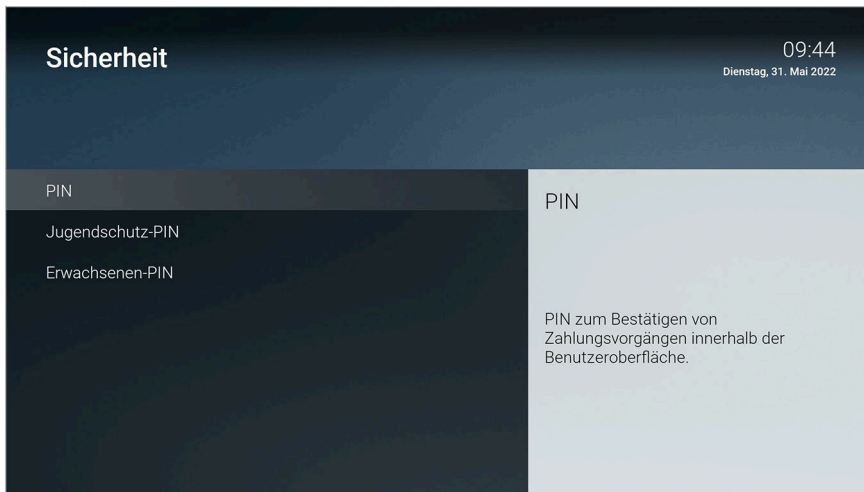 Sicherheit
09:44
Dienstag, 31. Mai 2022
PIN
Jugendschutz-PIN
Erwachsenen-PIN
PIN
PIN zum Bestätigen von
Zahlungsvorgängen innerhalb der
Benutzeroberfläche.